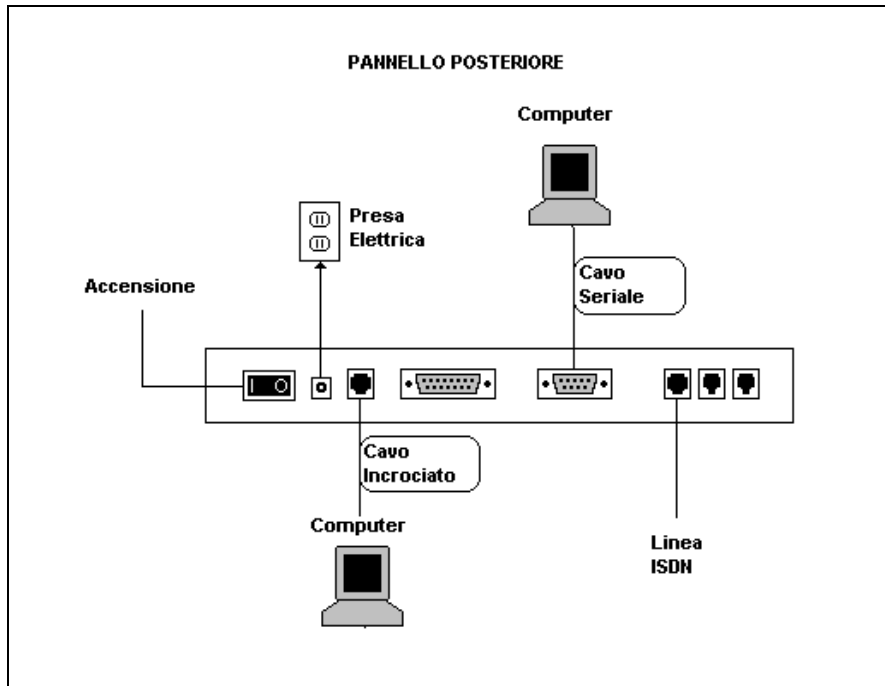 PANNELLO POSTERIORE
Computer
Presa
Elettrica
Accensione
Cavo
Seriale
Cavo
Incrociato
Computer
Linea
ISDN